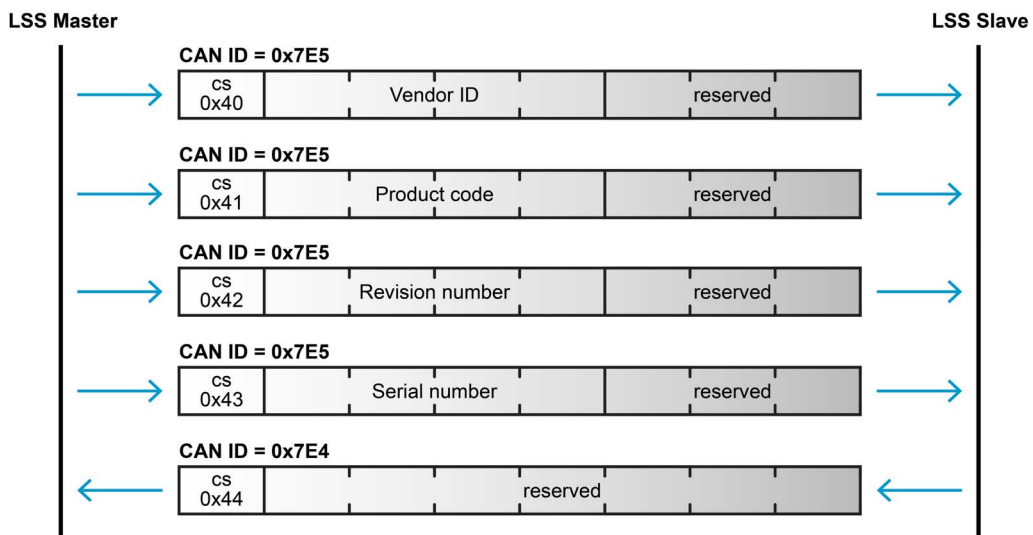 LSS Master
LSS Slave
CAN ID = 0x7E5
cs
0x40
Vendor ID
reserved
CAN ID = 0x7E5
cs
0x41
Product code
reserved
CAN ID = 0x7E5
cs
0x42
Revision number
reserved
CAN ID = 0x7E5
cs
0x43
Serial number
reserved
CAN ID = 0x7E4
cs
0x44
reserved